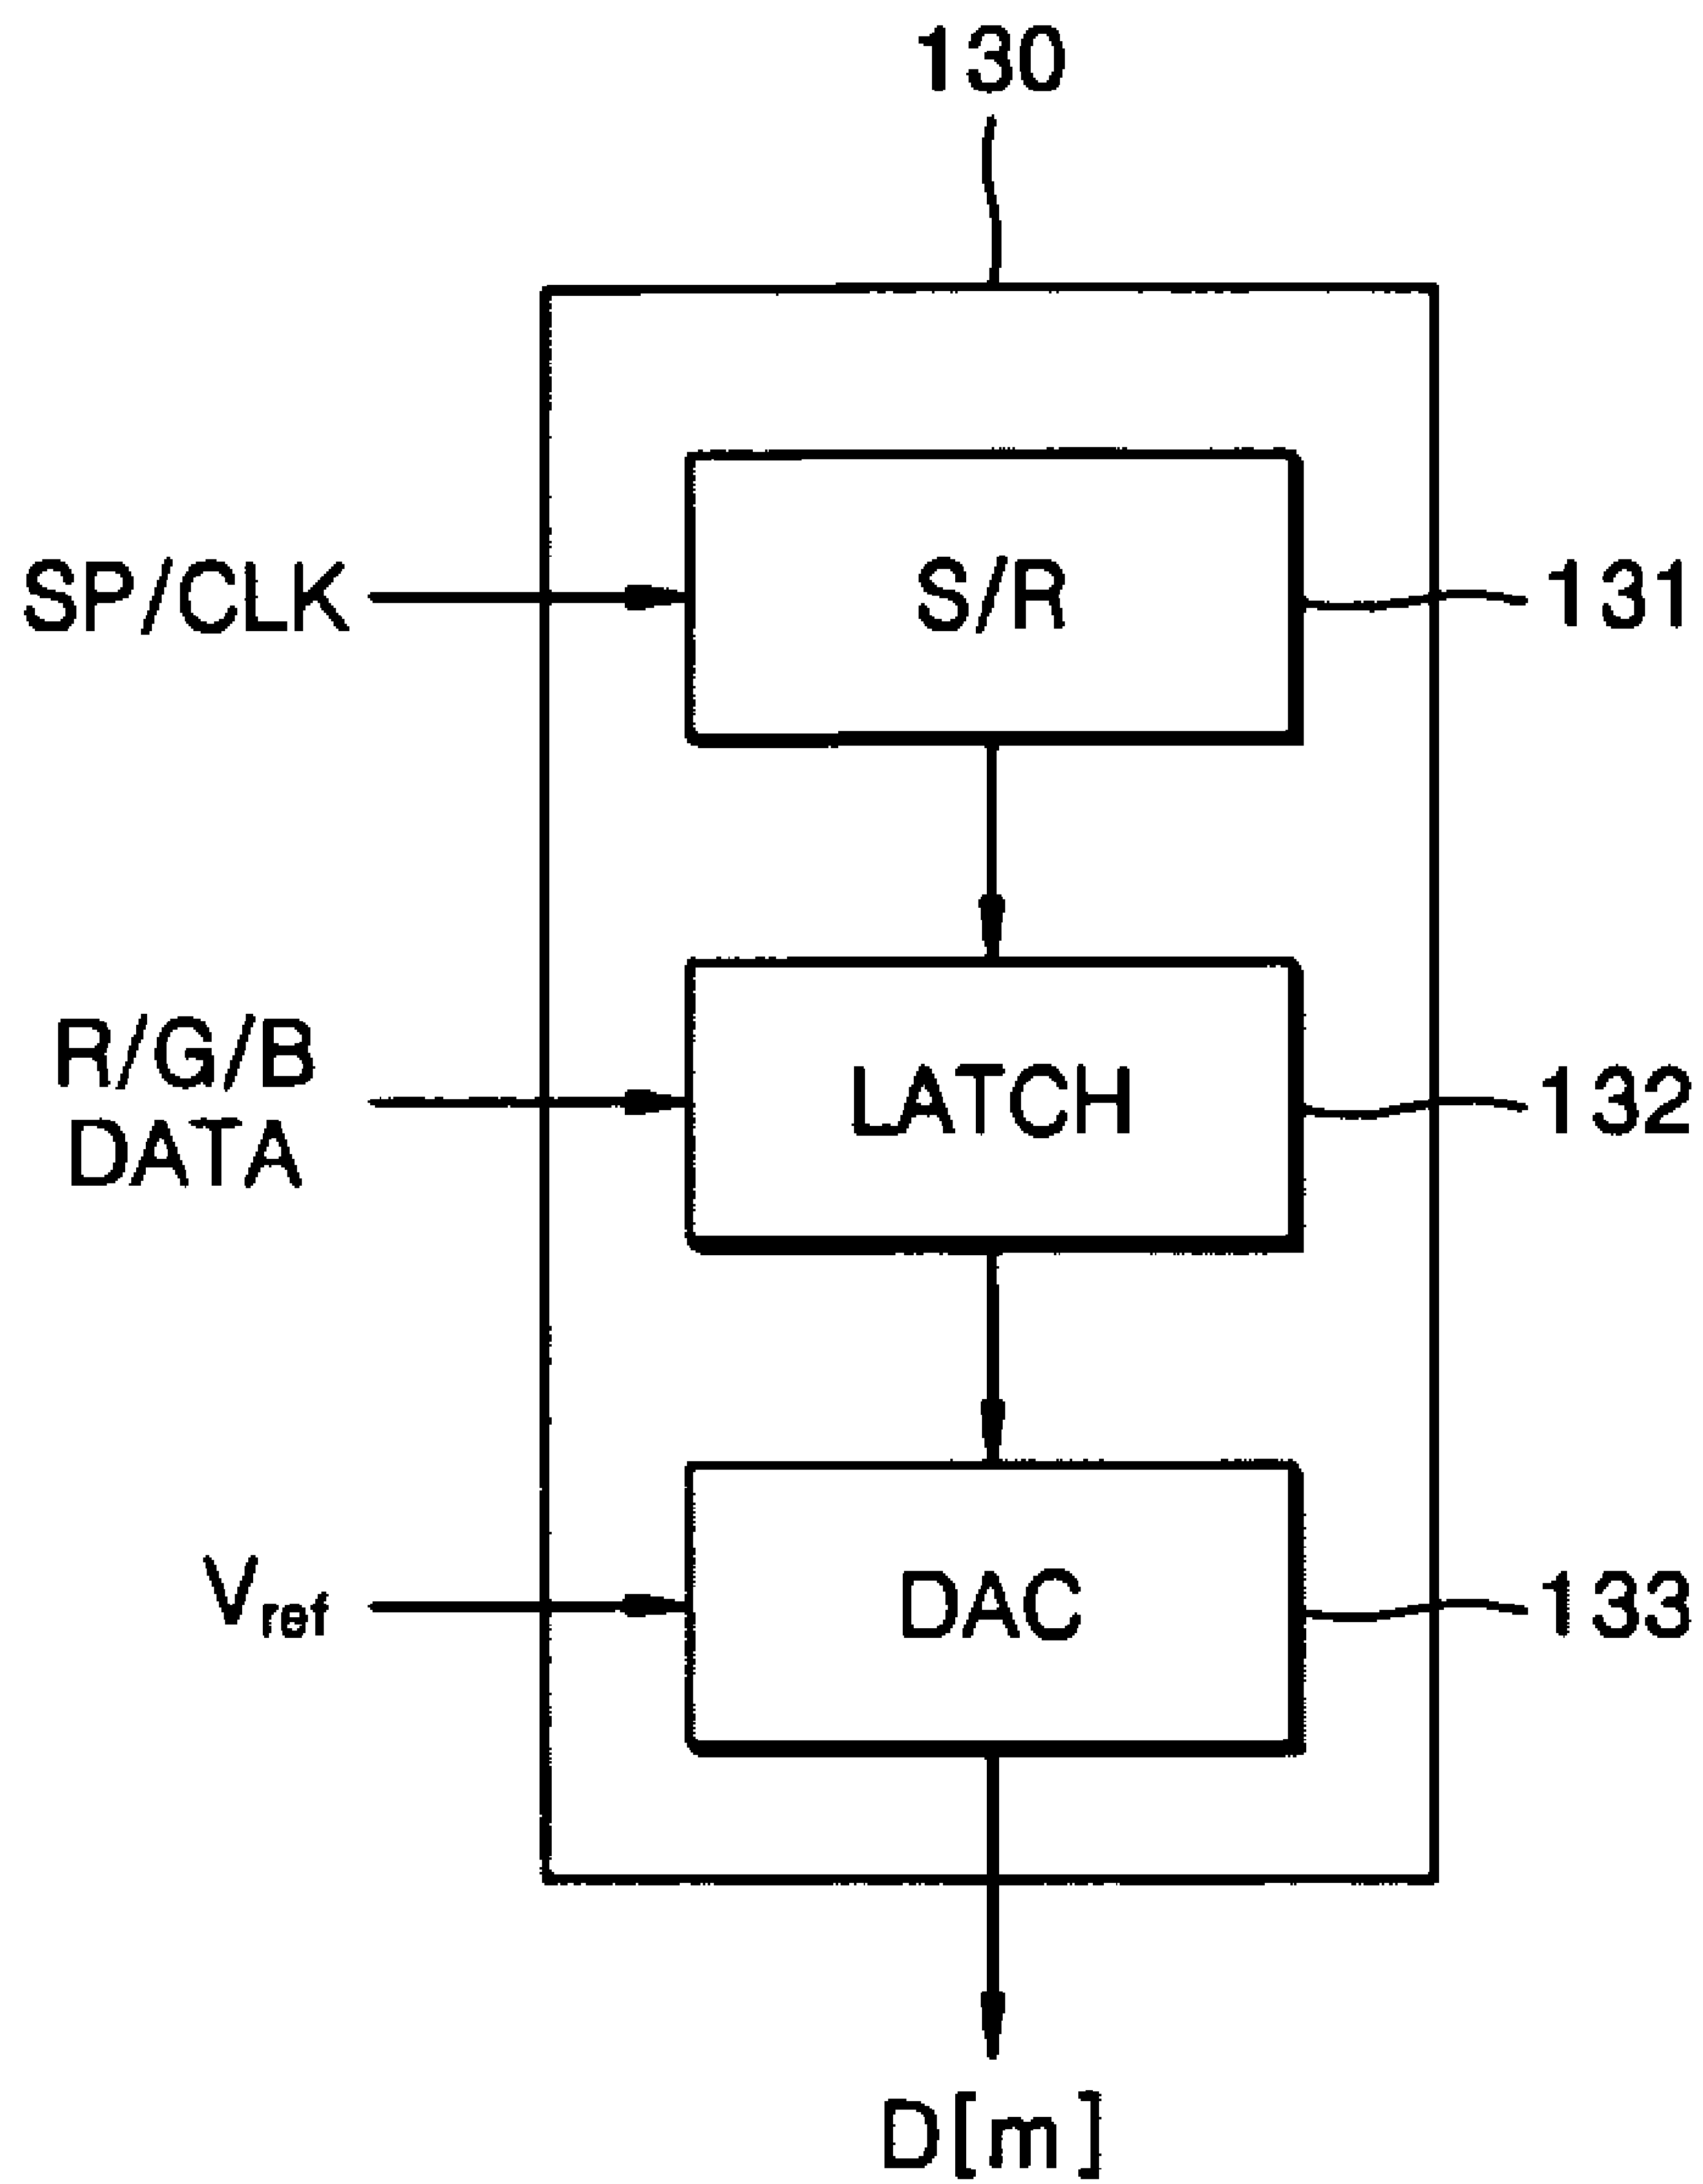 130
SP/CLK
S/R
131
R/G/B
DATA
LATCH
132
Vref
DAC
133
D[m]